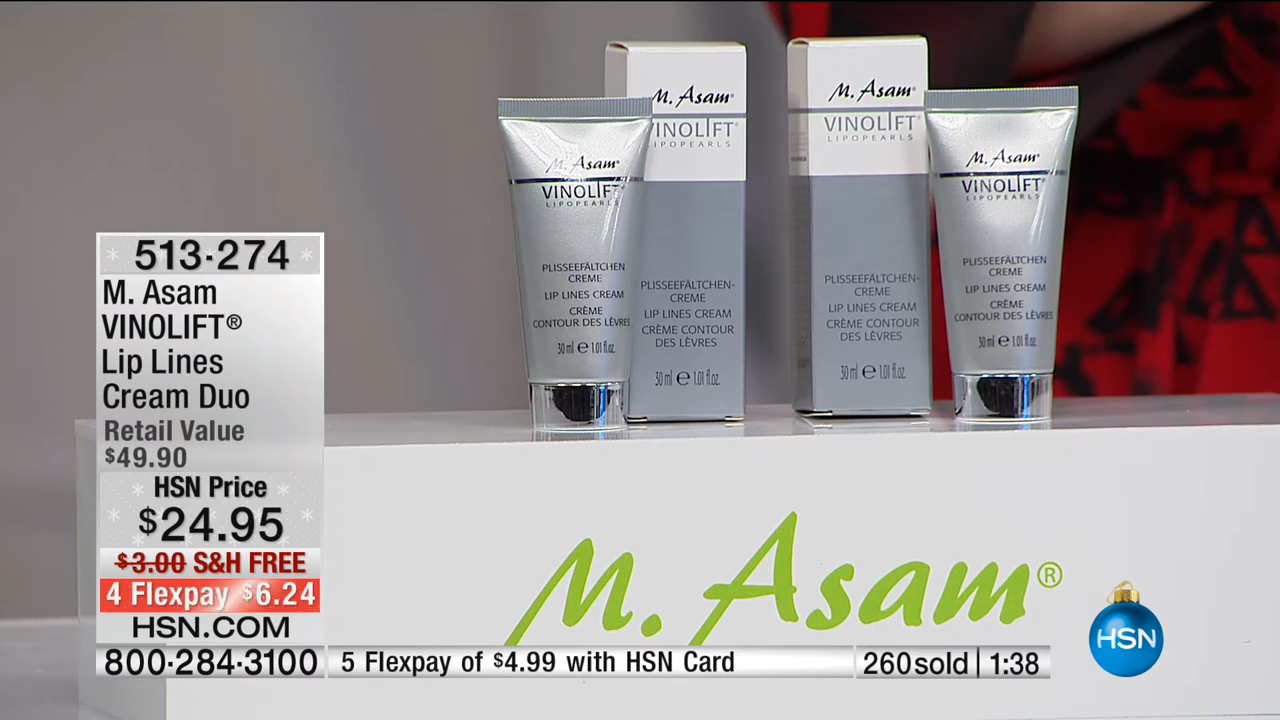 513-274
M. Asam
VINOLIFT®
Lip Lines
Cream Duo
Retail Value
$49.90
HSN Price
$24.95
$3.00 S&H FREE
4 Flexpay $6.24
HSN.COM
800-284-3100
5 Flexpay of $4.99 with HSN Card
260sold | 1:38
M. Asam®
VINOLIFT®
LIPOPEARLS
PLISSEEFÄLTCHEN
CREME
LIP LINES CREAM
CRÈME
CONTOUR DES LÈVRES
30 ml e 1.01 fl.oz.
M. Asam®
VINOLIFT®
LIPOPEARLS
PLISSEEFÄLTCHEN-
CREME
LIP LINES CREAM
CRÈME CONTOUR
DES LÈVRES
30 ml e 1.01 fl.oz.
M. Asam®
VINOLIFT®
LIPOPEARLS
PLISSEEFÄLTCHEN-
CREME
LIP LINES CREAM
CRÈME CONTOUR
DES LÈVRES
30 ml e 1.01 fl.oz.
M. Asam®
VINOLIFT®
LIPOPEARLS
PLISSEEFÄLTCHEN
CREME
LIP LINES CREAM
CRÈME
CONTOUR DES LÈVRES
30 ml e 1.01 fl.oz.
M. Asam®
HSN